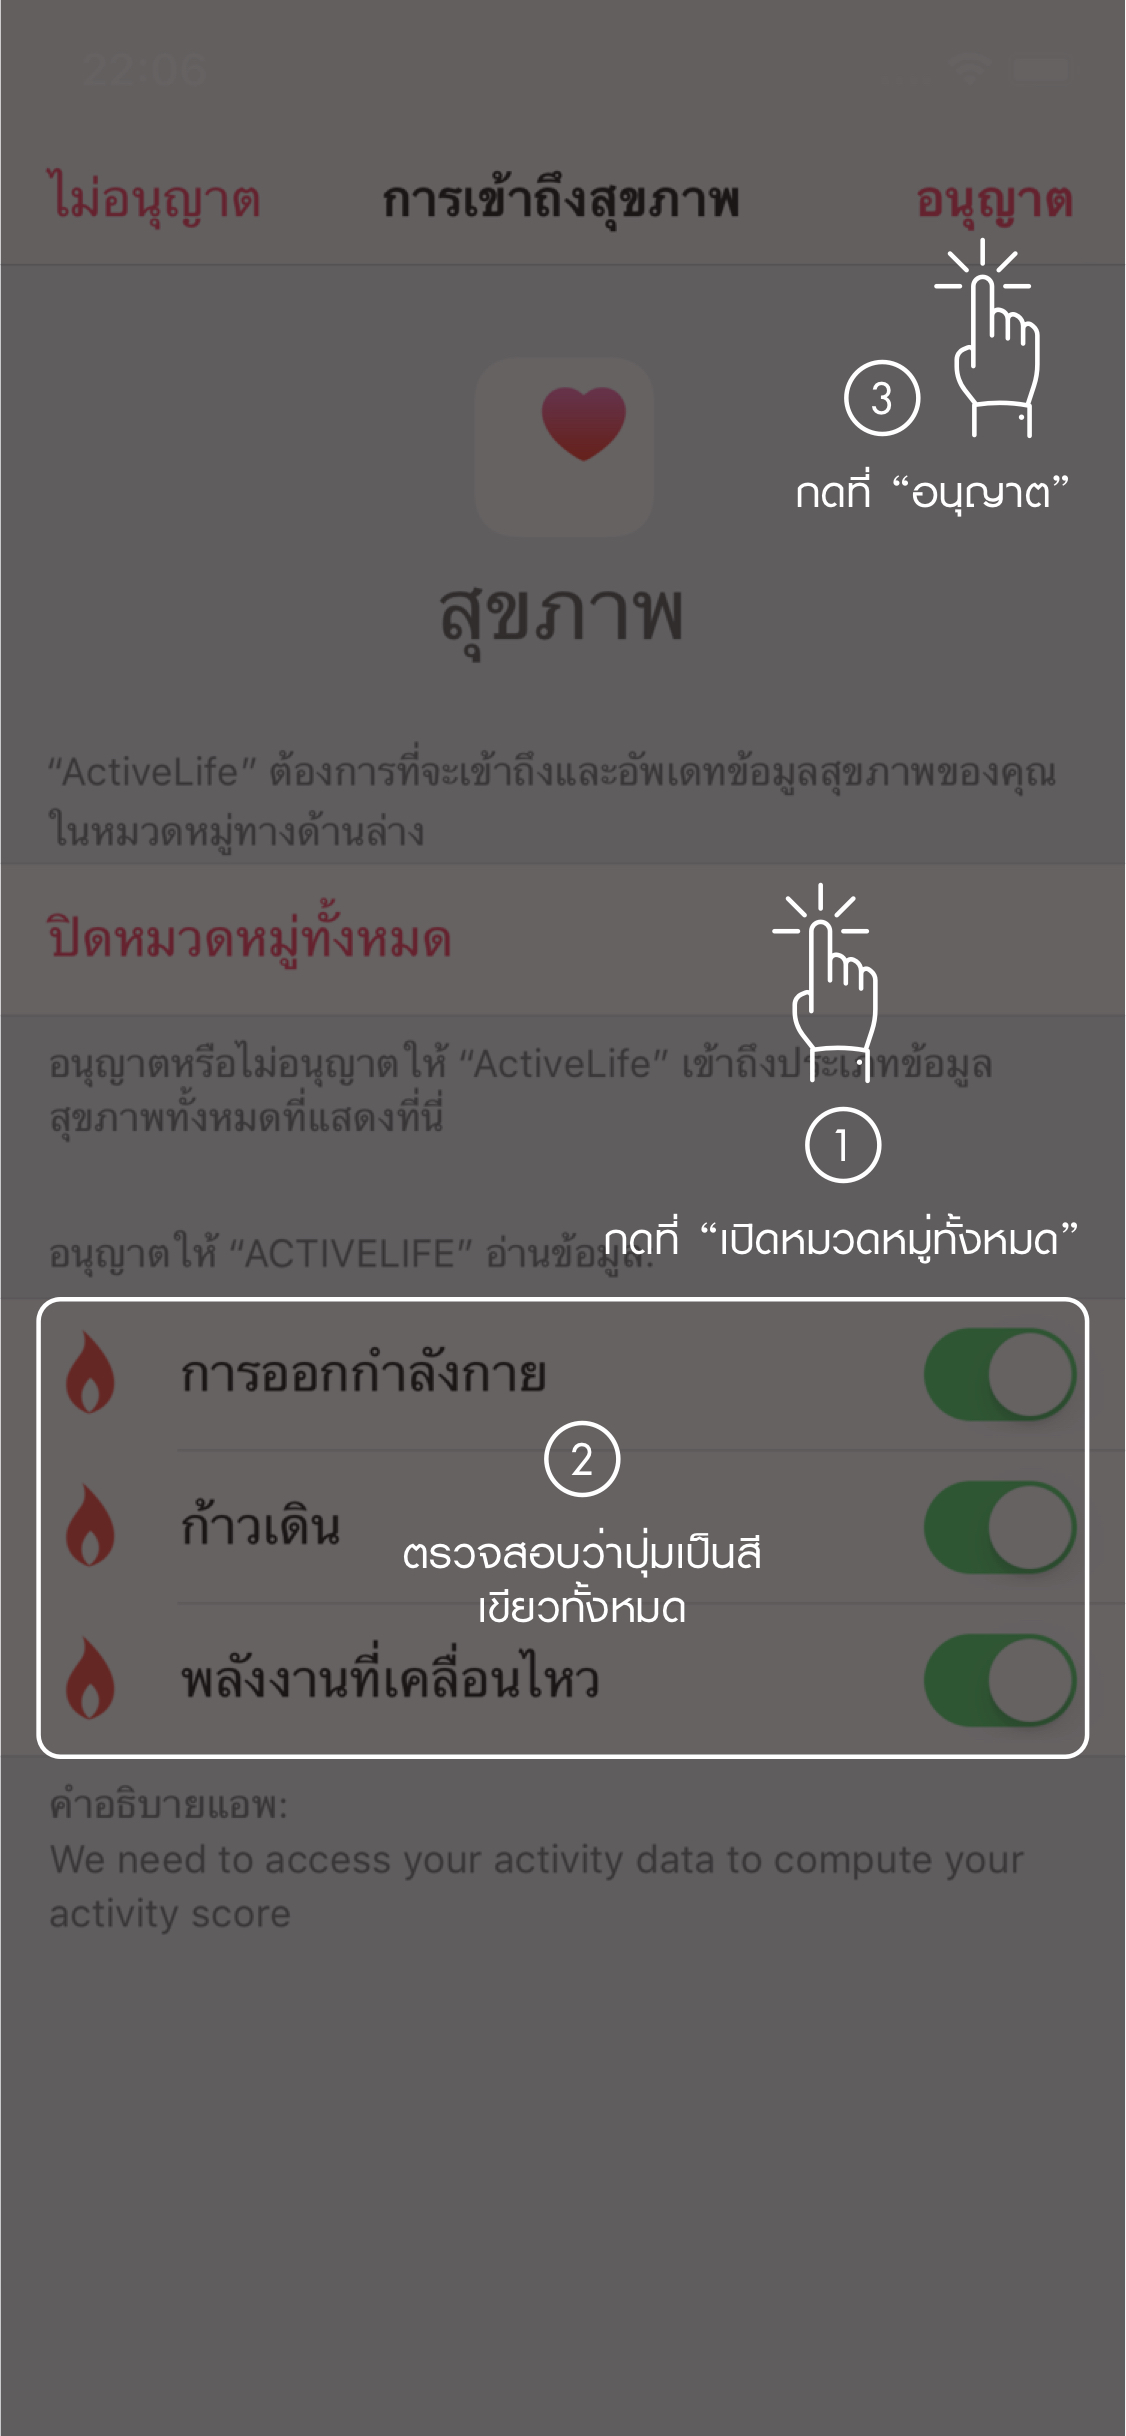 22:06
ไม่อนุญาต การเข้าถึงสุขภาพ อนุญาต
3
กดที่ “อนุญาต”
สุขภาพ
“ActiveLife” ต้องการที่จะเข้าถึงและอัพเดทข้อมูลสุขภาพของคุณ
ในหมวดหมู่ทางด้านล่าง
ปิดหมวดหมู่ทั้งหมด
อนุญาตหรือไม่อนุญาตให้ “ActiveLife” เข้าถึงประเภทข้อมูล
สุขภาพทั้งหมดที่แสดงที่นี่
1
กดที่ “เปิดหมวดหมู่ทั้งหมด”
อนุญาตให้ “ACTIVELIFE” อ่านข้อมูล:
การออกกำลังกาย
2
ก้าวเดิน
ตรวจสอบว่าปุ่มเป็นสี
เขียวทั้งหมด
พลังงานที่เคลื่อนไหว
คำอธิบายแอพ:
We need to access your activity data to compute your
activity score